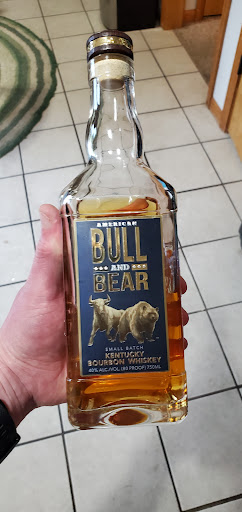 AMERICAN
BULL
AND
BEAR
SMALL BATCH
KENTUCKY
BOURBON WHISKEY
40% ALC./VOL. (80 PROOF) 750ML